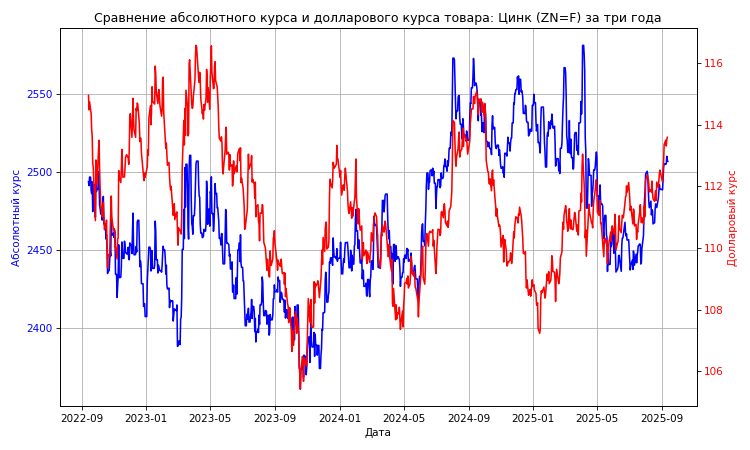 Сравнение абсолютного курса и долларового курса товара: Цинк (ZN=F) за три года
Абсолютный курс
2550
2500
2450
2400
116
114
112
110
108
106
Долларовый курс
2022-09 2023-01 2023-05 2023-09 2024-01 2024-05 2024-09 2025-01 2025-05 2025-09
Дата